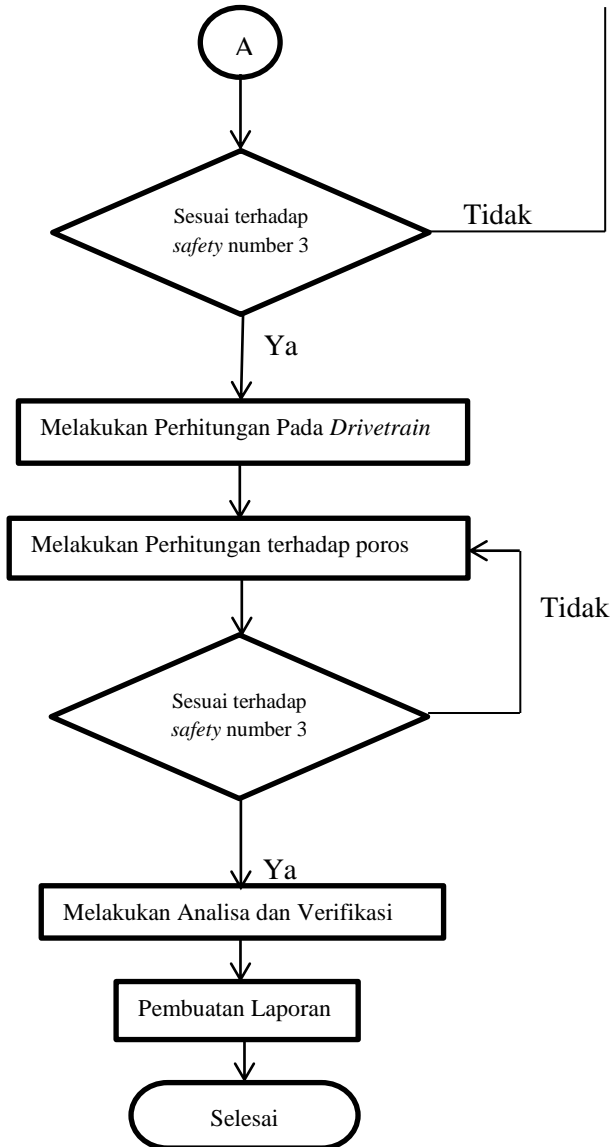 A
Sesuai terhadap
safety number 3
Tidak
Ya
Melakukan Perhitungan Pada Drivetrain
Melakukan Perhitungan terhadap poros
Tidak
Sesuai terhadap
safety number 3
Ya
Melakukan Analisa dan Verifikasi
Pembuatan Laporan
Selesai